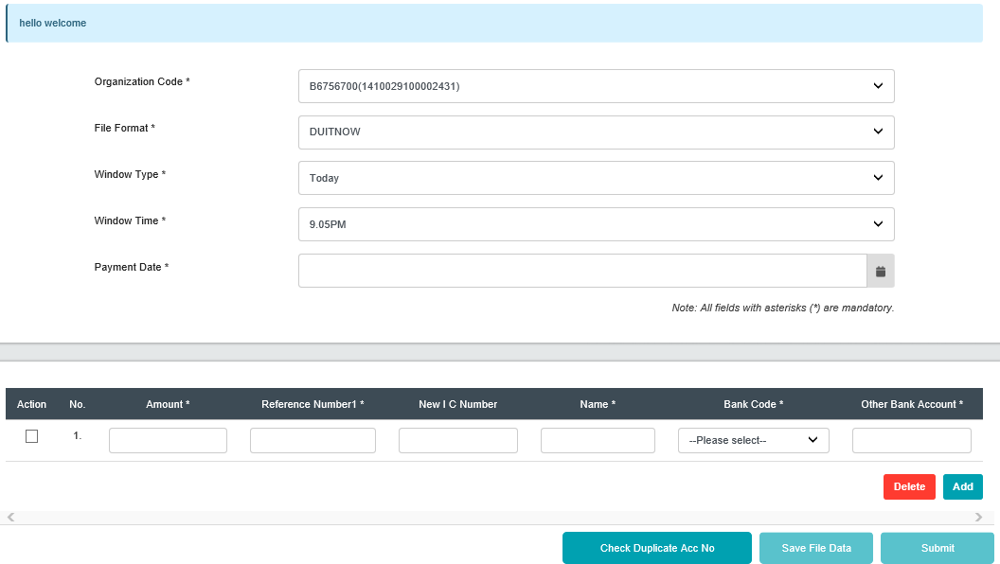 hello welcome
Organization Code *
B6756700(1410029100002431)
File Format *
DUITNOW
Window Type *
Today
Window Time *
9.05PM
Payment Date *
Note: All fields with asterisks (*) are mandatory.
Action No. Amount * Reference Number1 * New I C Number Name * Bank Code * Other Bank Account *
1. --Please select--
Delete Add
Check Duplicate Acc No Save File Data Submit